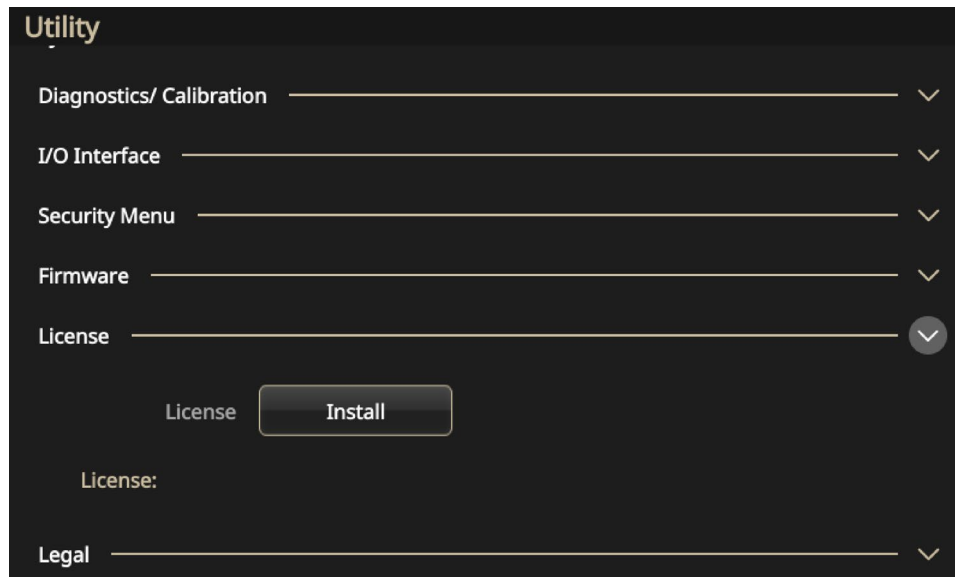 Utility
Diagnostics/ Calibration
I/O Interface
Security Menu
Firmware
License
License Install
License:
Legal